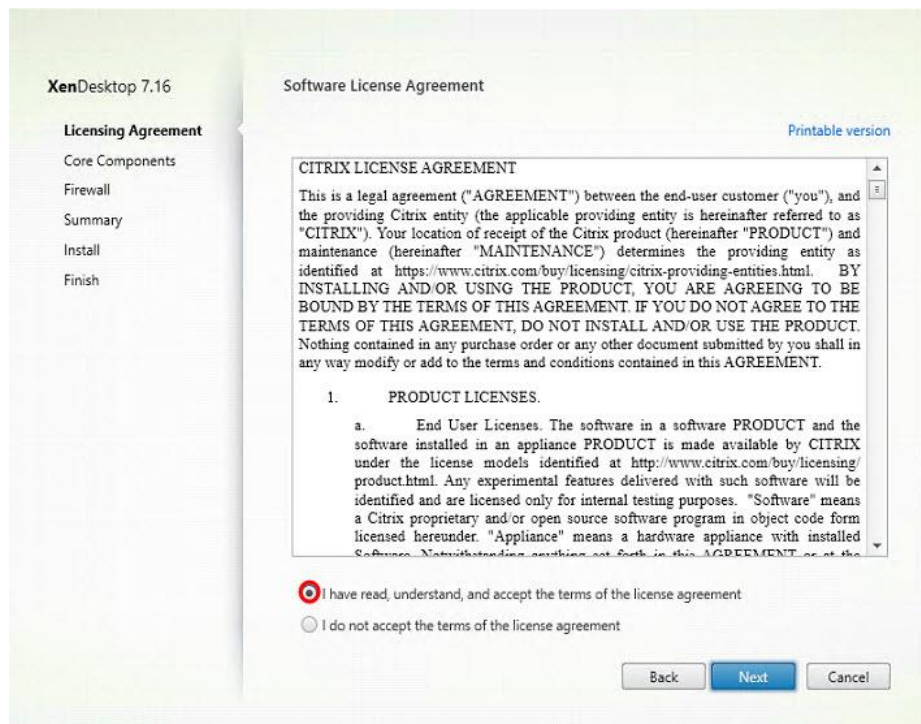 XenDesktop 7.16
Licensing Agreement
Core Components
Firewall
Summary
Install
Finish
Software License Agreement
Printable version
CITRIX LICENSE AGREEMENT
This is a legal agreement ("AGREEMENT") between the end-user customer ("you"), and
the providing Citrix entity (the applicable providing entity is hereinafter referred to as
"CITRIX"). Your location of receipt of the Citrix product (hereinafter "PRODUCT") and
maintenance (hereinafter "MAINTENANCE") determines the providing entity as
identified at https://www.citrix.com/buy/licensing/citrix-providing-entities.html. BY
INSTALLING AND/OR USING THE PRODUCT, YOU ARE AGREEING TO BE
BOUND BY THE TERMS OF THIS AGREEMENT. IF YOU DO NOT AGREE TO THE
TERMS OF THIS AGREEMENT, DO NOT INSTALL AND/OR USE THE PRODUCT.
Nothing contained in any purchase order or any other document submitted by you shall in
any way modify or add to the terms and conditions contained in this AGREEMENT.
1. PRODUCT LICENSES.
a. End User Licenses. The software in a software PRODUCT and the
software installed in an appliance PRODUCT is made available by CITRIX
under the license models identified at http://www.citrix.com/buy/licensing/
product.html. Any experimental features delivered with such software will be
identified and are licensed only for internal testing purposes. "Software" means
a Citrix proprietary and/or open source software program in object code form
licensed hereunder. "Appliance" means a hardware appliance with installed
Software. Notwithstanding anything set forth in this AGREEMENT or at the
I have read, understand, and accept the terms of the license agreement
I do not accept the terms of the license agreement
Back
Next
Cancel